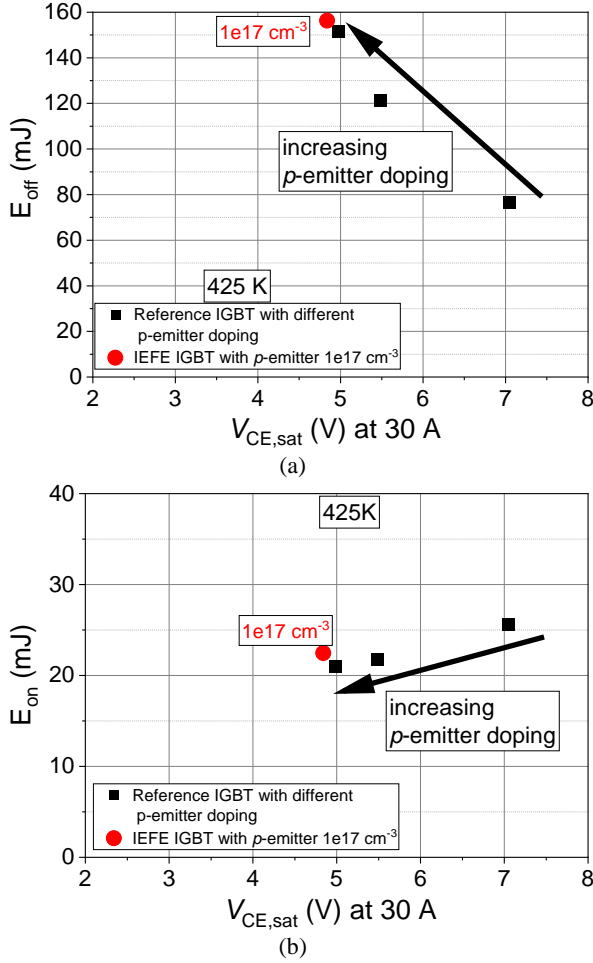 160
1e17 cm⁻³
140
120
increasing
p-emitter doping
100
E_off (mJ)
80
60
425 K
40
Reference IGBT with different
p-emitter doping
20
IEFE IGBT with p-emitter 1e17 cm⁻³
0
2 3 4 5 6 7 8
V_CE,sat (V) at 30 A
(a)
40
425K
30
1e17 cm⁻³
E_on (mJ)
20
increasing
p-emitter doping
10
Reference IGBT with different
p-emitter doping
IEFE IGBT with p-emitter 1e17 cm⁻³
0
2 3 4 5 6 7 8
V_CE,sat (V) at 30 A
(b)